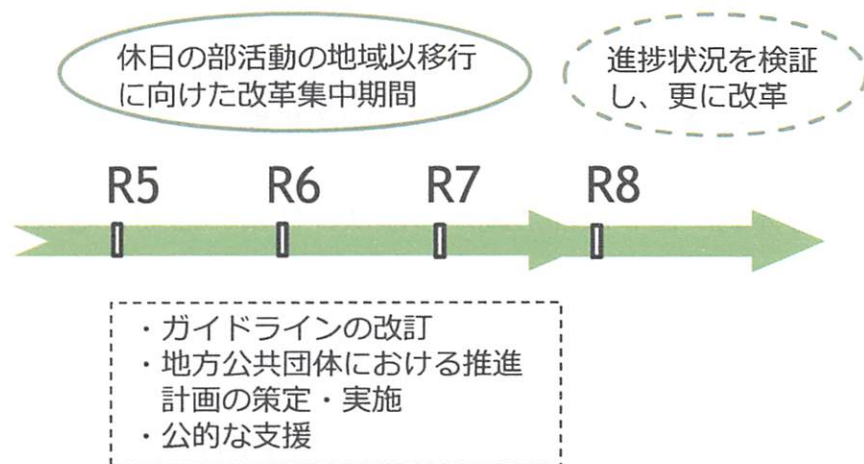 休日の部活動の地域以移行
に向けた改革集中期間
進捗状況を検証
し、更に改革
R5
R6
R7
R8
・ガイドラインの改訂
・地方公共団体における推進
計画の策定・実施
・公的な支援